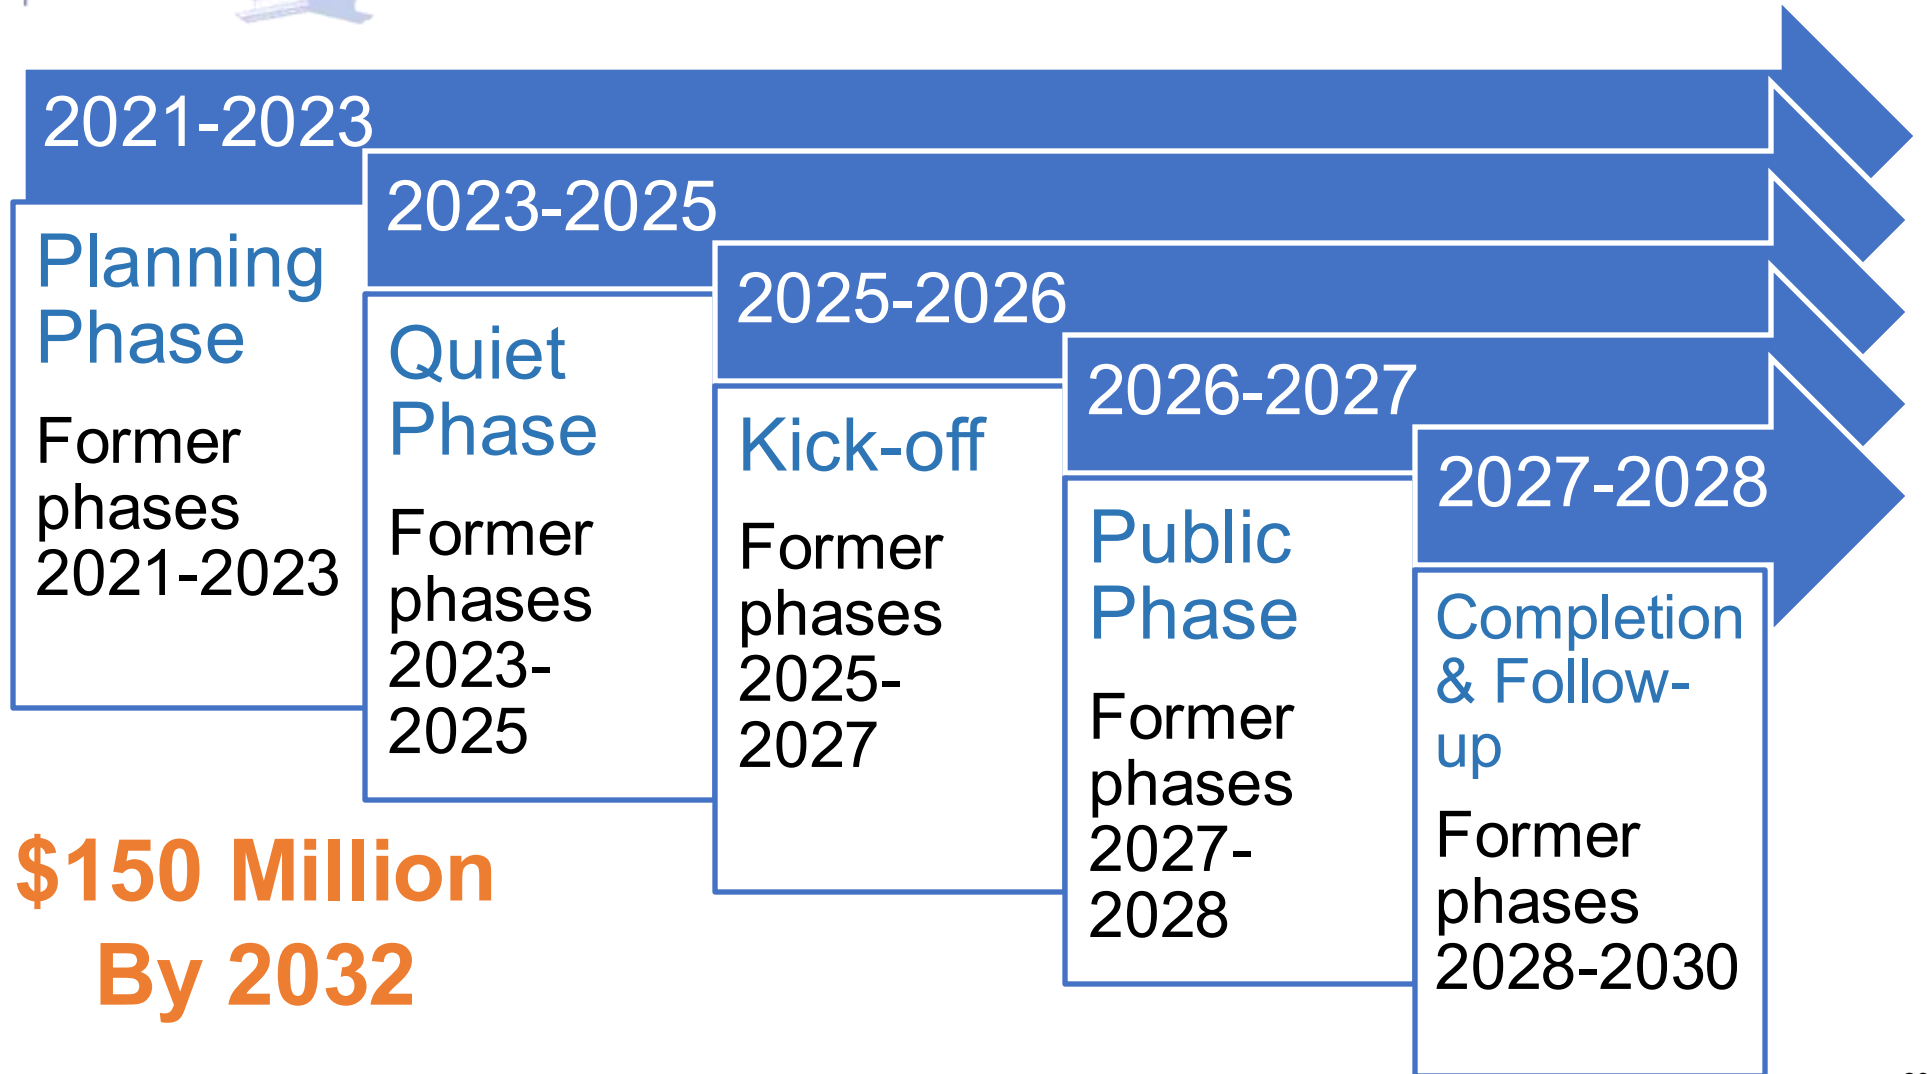 2021-2023
Planning
Phase
Former
phases
2021-2023
2023-2025
Quiet
Phase
Former
phases
2023-
2025
2025-2026
Kick-off
Former
phases
2025-
2027
2026-2027
Public
Phase
Former
phases
2027-
2028
2027-2028
Completion
& Follow-
up
Former
phases
2028-2030
$150 Million
By 2032